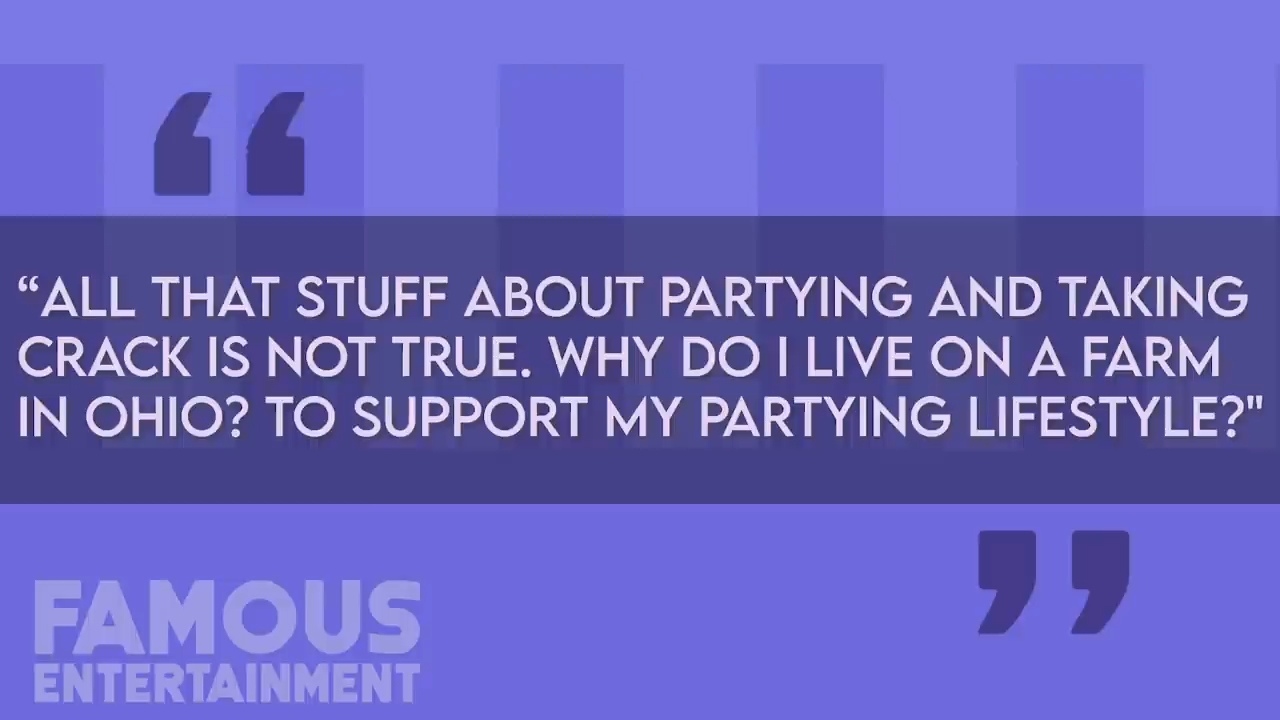 “ALL THAT STUFF ABOUT PARTYING AND TAKING
CRACK IS NOT TRUE. WHY DO I LIVE ON A FARM
IN OHIO? TO SUPPORT MY PARTYING LIFESTYLE?"
FAMOUS
ENTERTAINMENT